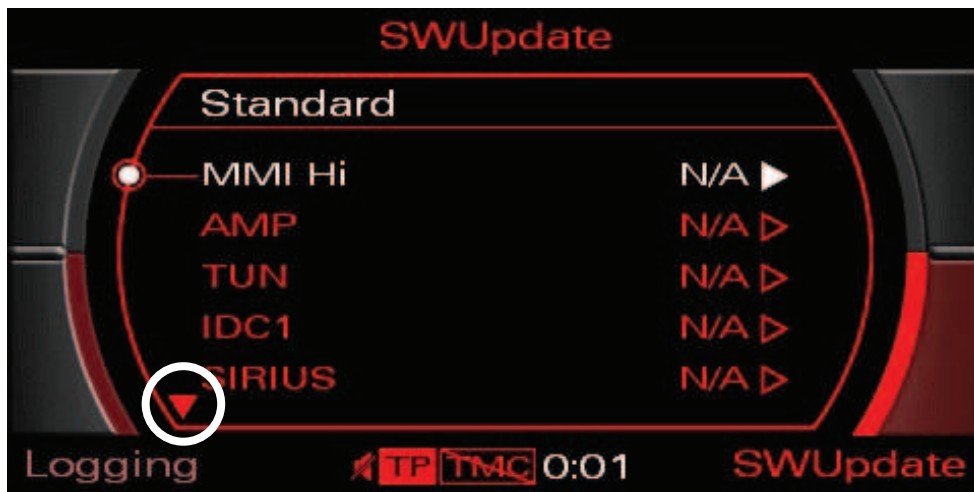 SWUpdate
Standard
MMI Hi N/A
AMP N/A
TUN N/A
IDC1 N/A
SIRIUS N/A
Logging TP TMC 0:01 SWUpdate